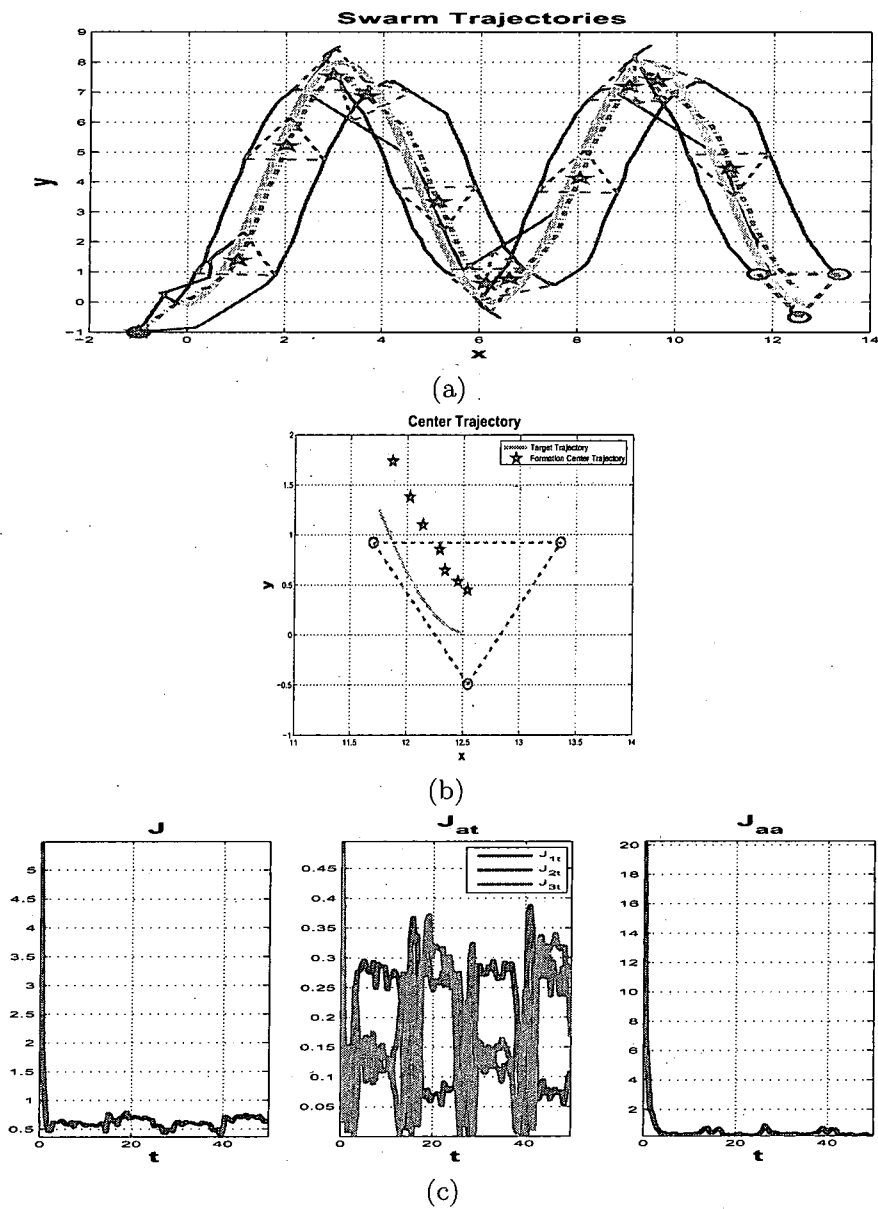 Swarm Trajectories
9
8
7
6
5
4
3
2
1
0
−1
y
−2 0 2 4 6 8 10 12 14
x
(a)
Center Trajectory
Target Trajectory
Formation Center Trajectory
2
1.5
1
0.5
0
−0.5
−1
y
11 11.5 12 12.5 13 13.5 14
x
(b)
J
5
4.5
4
3.5
3
2.5
2
1.5
1
0.5
0 20 40
t
J_at
J_1t
J_2t
J_3t
0.45
0.4
0.35
0.3
0.25
0.2
0.15
0.1
0.05
0 20 40
t
J_aa
20
18
16
14
12
10
8
6
4
2
0 20 40
t
(c)